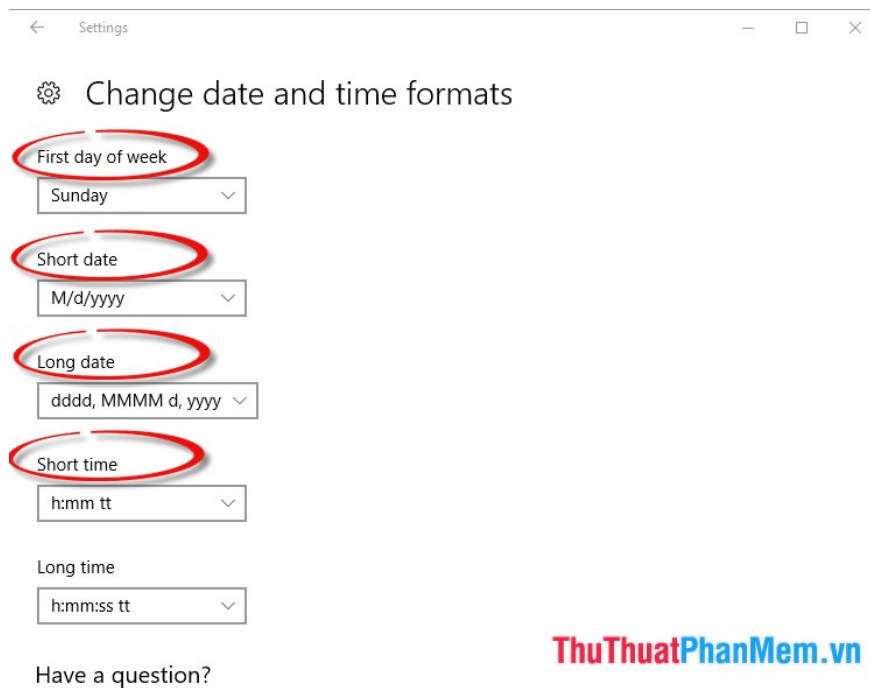 Settings
Change date and time formats
First day of week
Sunday
Short date
M/d/yyyy
Long date
dddd, MMMM d, yyyy
Short time
h:mm tt
Long time
h:mm:ss tt
ThuThuatPhanMem.vn
Have a question?